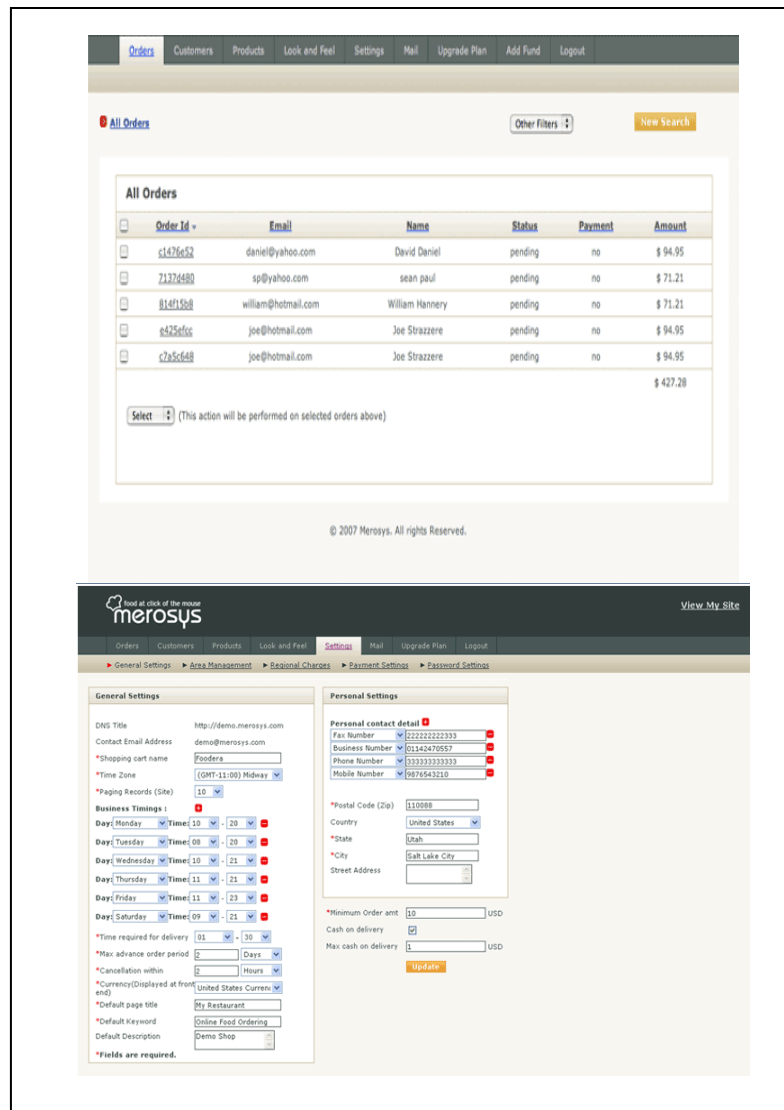 Orders Customers Products Look and Feel Settings Mail Upgrade Plan Add Fund Logout
All Orders Other Filters New Search
All Orders
Order Id Email Name Status Payment Amount
c1476e52 daniel@yahoo.com David Daniel pending no $ 94.95
7137d480 sp@yahoo.com sean paul pending no $ 71.21
814f15b8 william@hotmail.com William Hannery pending no $ 71.21
e425efcc joe@hotmail.com Joe Strazzere pending no $ 94.95
c7a5c648 joe@hotmail.com Joe Strazzere pending no $ 94.95
$ 427.28
Select (This action will be performed on selected orders above)
© 2007 Merosys. All rights Reserved.
food at click of the mouse
merosys
View My Site
Orders Customers Products Look and Feel Settings Mail Upgrade Plan Logout
General Settings Area Management Regional Charges Payment Settings Password Settings
General Settings
DNS Title http://demo.merosys.com
Contact Email Address demo@merosys.com
*Shopping cart name Foodera
*Time Zone (GMT-11:00) Midway
*Paging Records (Site) 10
Business Timings :
Day: Monday Time: 10 - 20
Day: Tuesday Time: 08 - 20
Day: Wednesday Time: 10 - 21
Day: Thursday Time: 11 - 21
Day: Friday Time: 11 - 23
Day: Saturday Time: 09 - 21
*Time required for delivery 01 - 30
*Max advance order period 2 Days
*Cancellation within 2 Hours
*Currency(Displayed at front end) United States Curren
*Default page title My Restaurant
*Default Keyword Online Food Ordering
Default Description Demo Shop
*Fields are required.
Personal Settings
Personal contact detail
Fax Number 222222222333
Business Number 01142470557
Phone Number 333333333333
Mobile Number 9876543210
*Postal Code (Zip) 110088
Country United States
*State Utah
*City Salt Lake City
Street Address
*Minimum Order amt 10 USD
Cash on delivery
Max cash on delivery 1 USD
Update